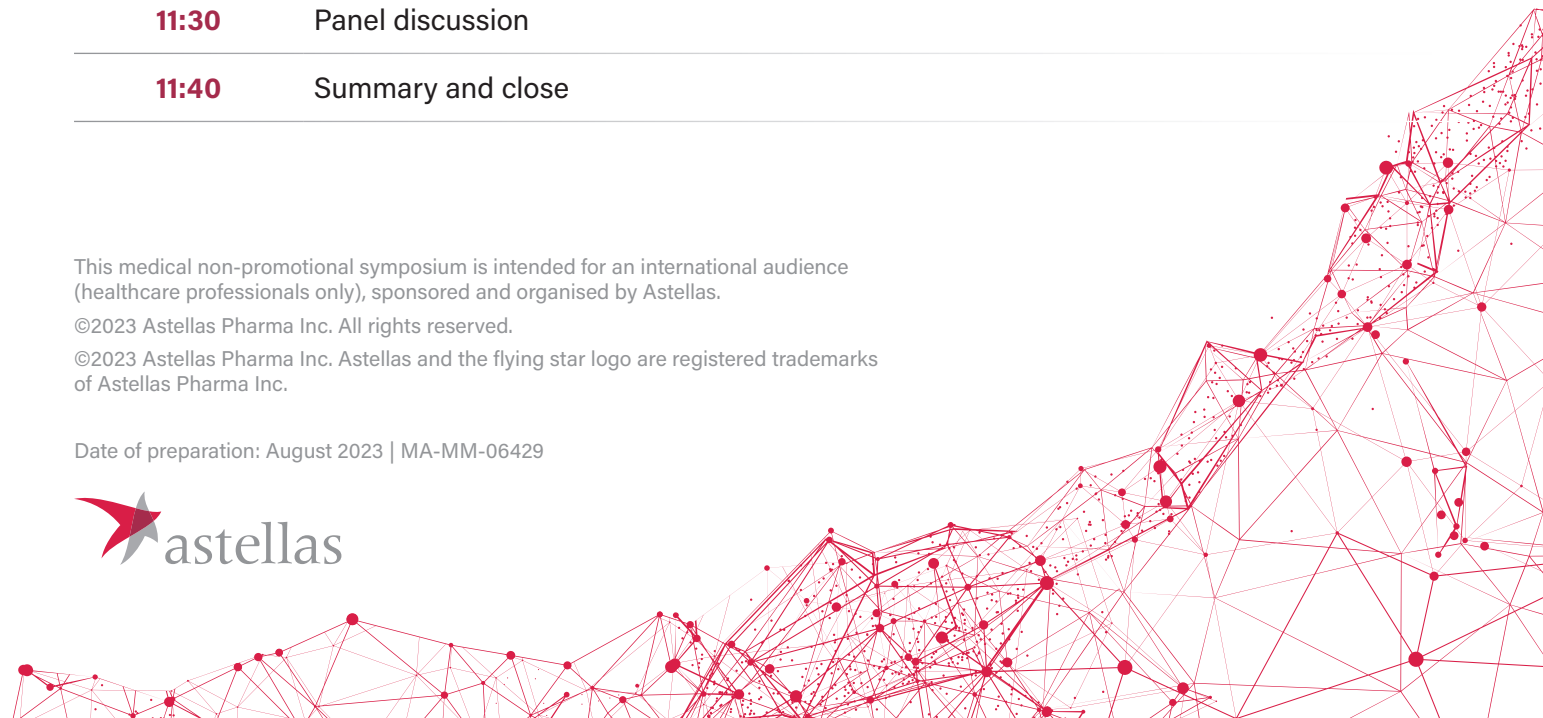 11:30 Panel discussion
11:40 Summary and close
This medical non-promotional symposium is intended for an international audience
(healthcare professionals only), sponsored and organised by Astellas.
©2023 Astellas Pharma Inc. All rights reserved.
©2023 Astellas Pharma Inc. Astellas and the flying star logo are registered trademarks
of Astellas Pharma Inc.
Date of preparation: August 2023 | MA-MM-06429
astellas